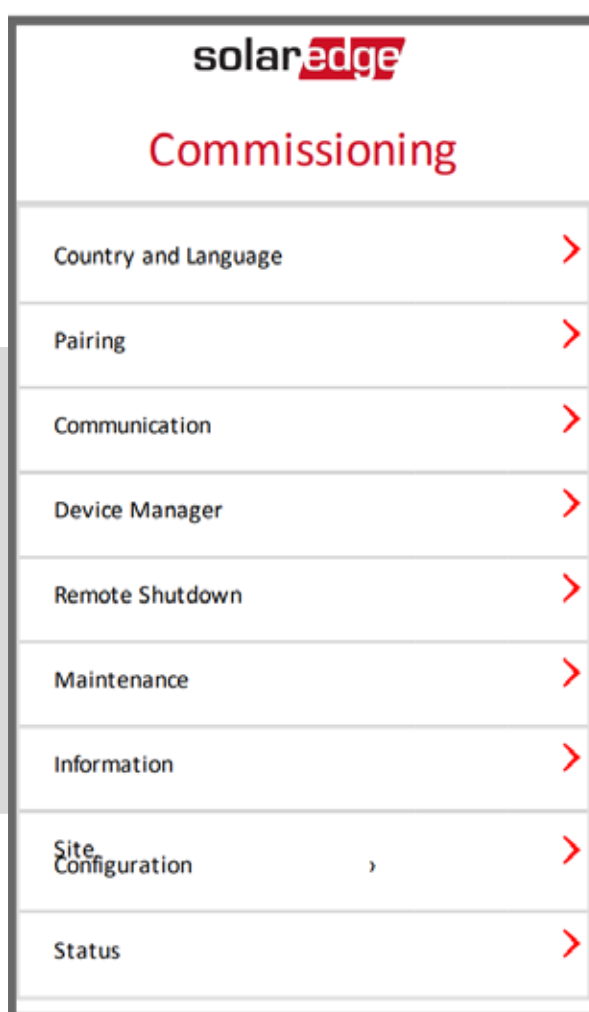 solaredge
Commissioning
Country and Language
Pairing
Communication
Device Manager
Remote Shutdown
Maintenance
Information
Site
Configuration ›
Status